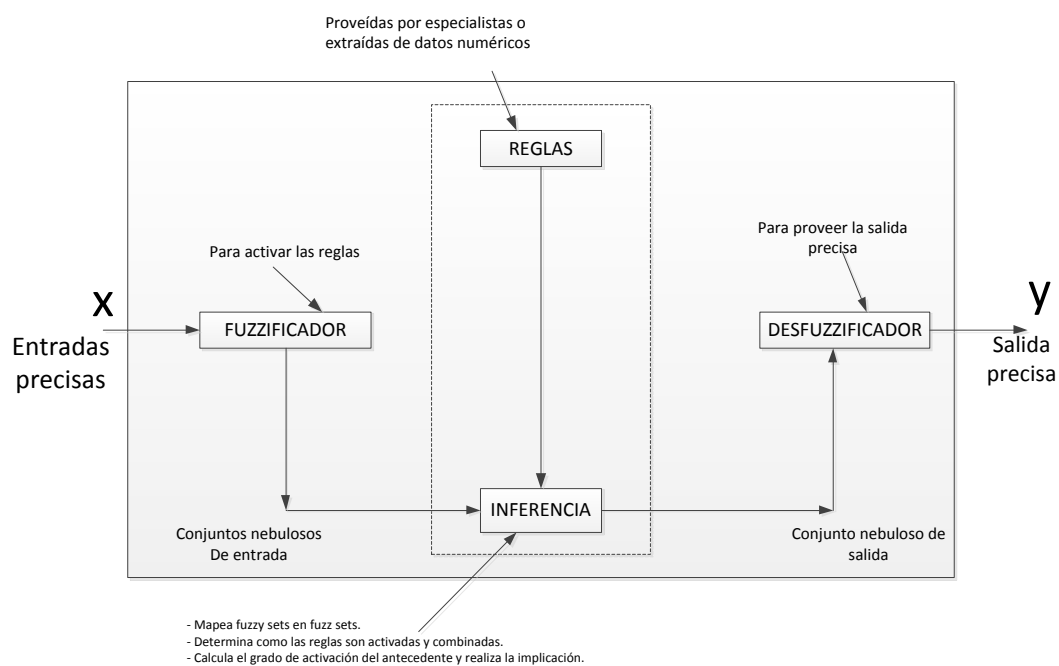 Proveídas por especialistas o
extraídas de datos numéricos
REGLAS
Para proveer la salida
precisa
Para activar las reglas
x
y
FUZZIFICADOR
DESFUZZIFICADOR
Entradas
precisas
Salida
precisa
INFERENCIA
Conjuntos nebulosos
De entrada
Conjunto nebuloso de
salida
- Mapea fuzzy sets en fuzz sets.
- Determina como las reglas son activadas y combinadas.
- Calcula el grado de activación del antecedente y realiza la implicación.